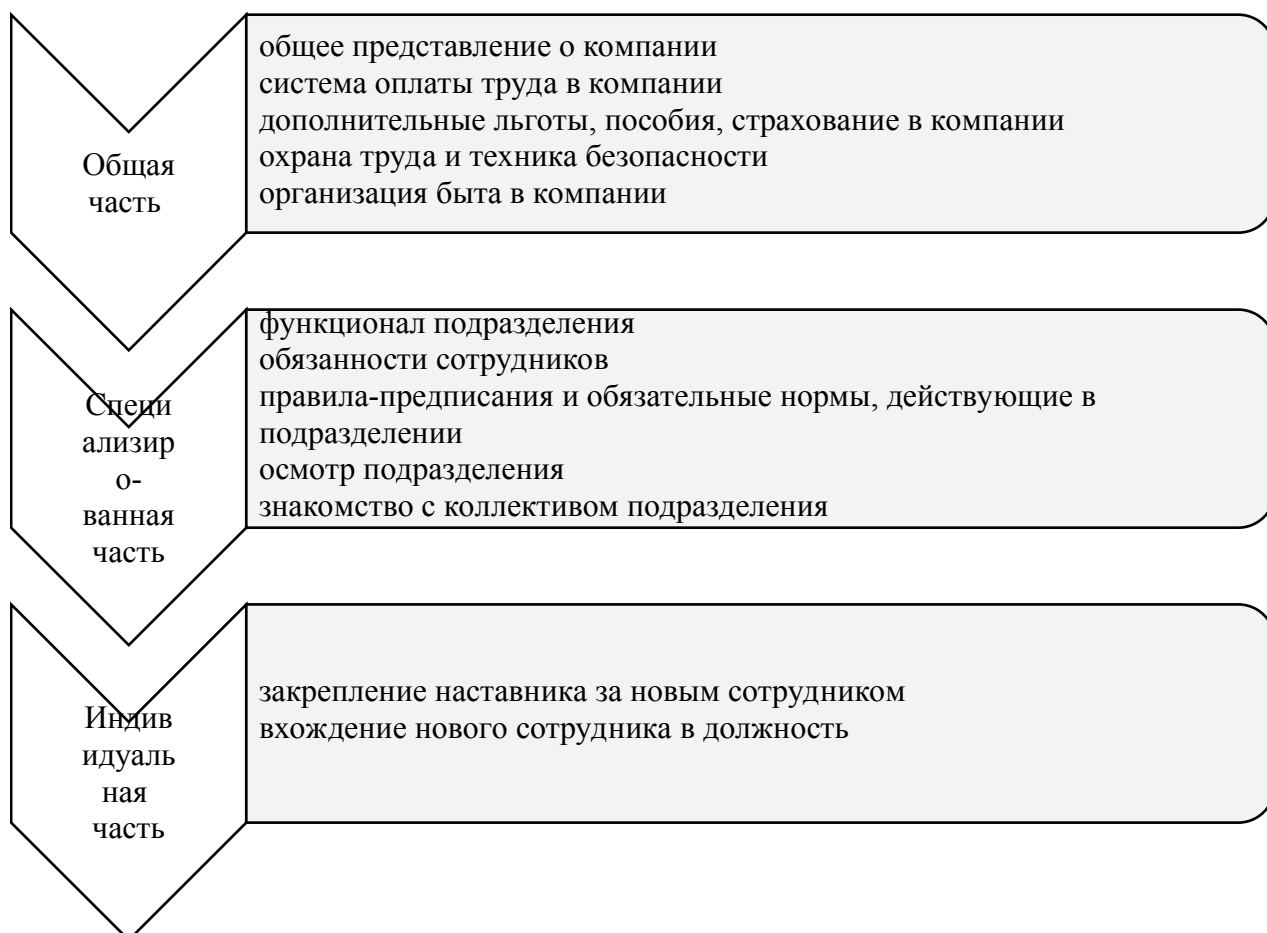 Общая
часть
общее представление о компании
система оплаты труда в компании
дополнительные льготы, пособия, страхование в компании
охрана труда и техника безопасности
организация быта в компании
Специ
ализир
о-
ванная
часть
функционал подразделения
обязанности сотрудников
правила-предписания и обязательные нормы, действующие в
подразделении
осмотр подразделения
знакомство с коллективом подразделения
Индив
идуаль
ная
часть
закрепление наставника за новым сотрудником
вхождение нового сотрудника в должность